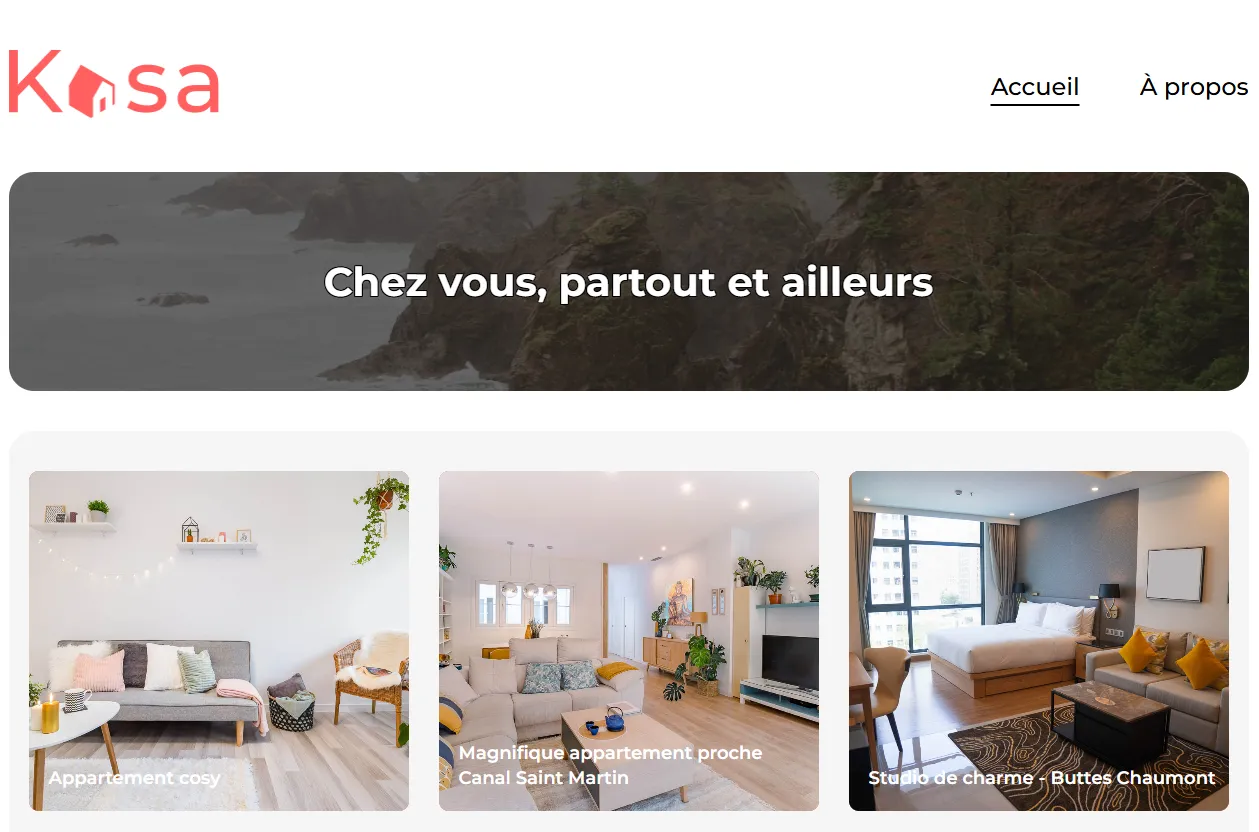 Kasa
Accueil
À propos
Chez vous, partout et ailleurs
Appartement cosy
Magnifique appartement proche
Canal Saint Martin
Studio de charme - Buttes Chaumont